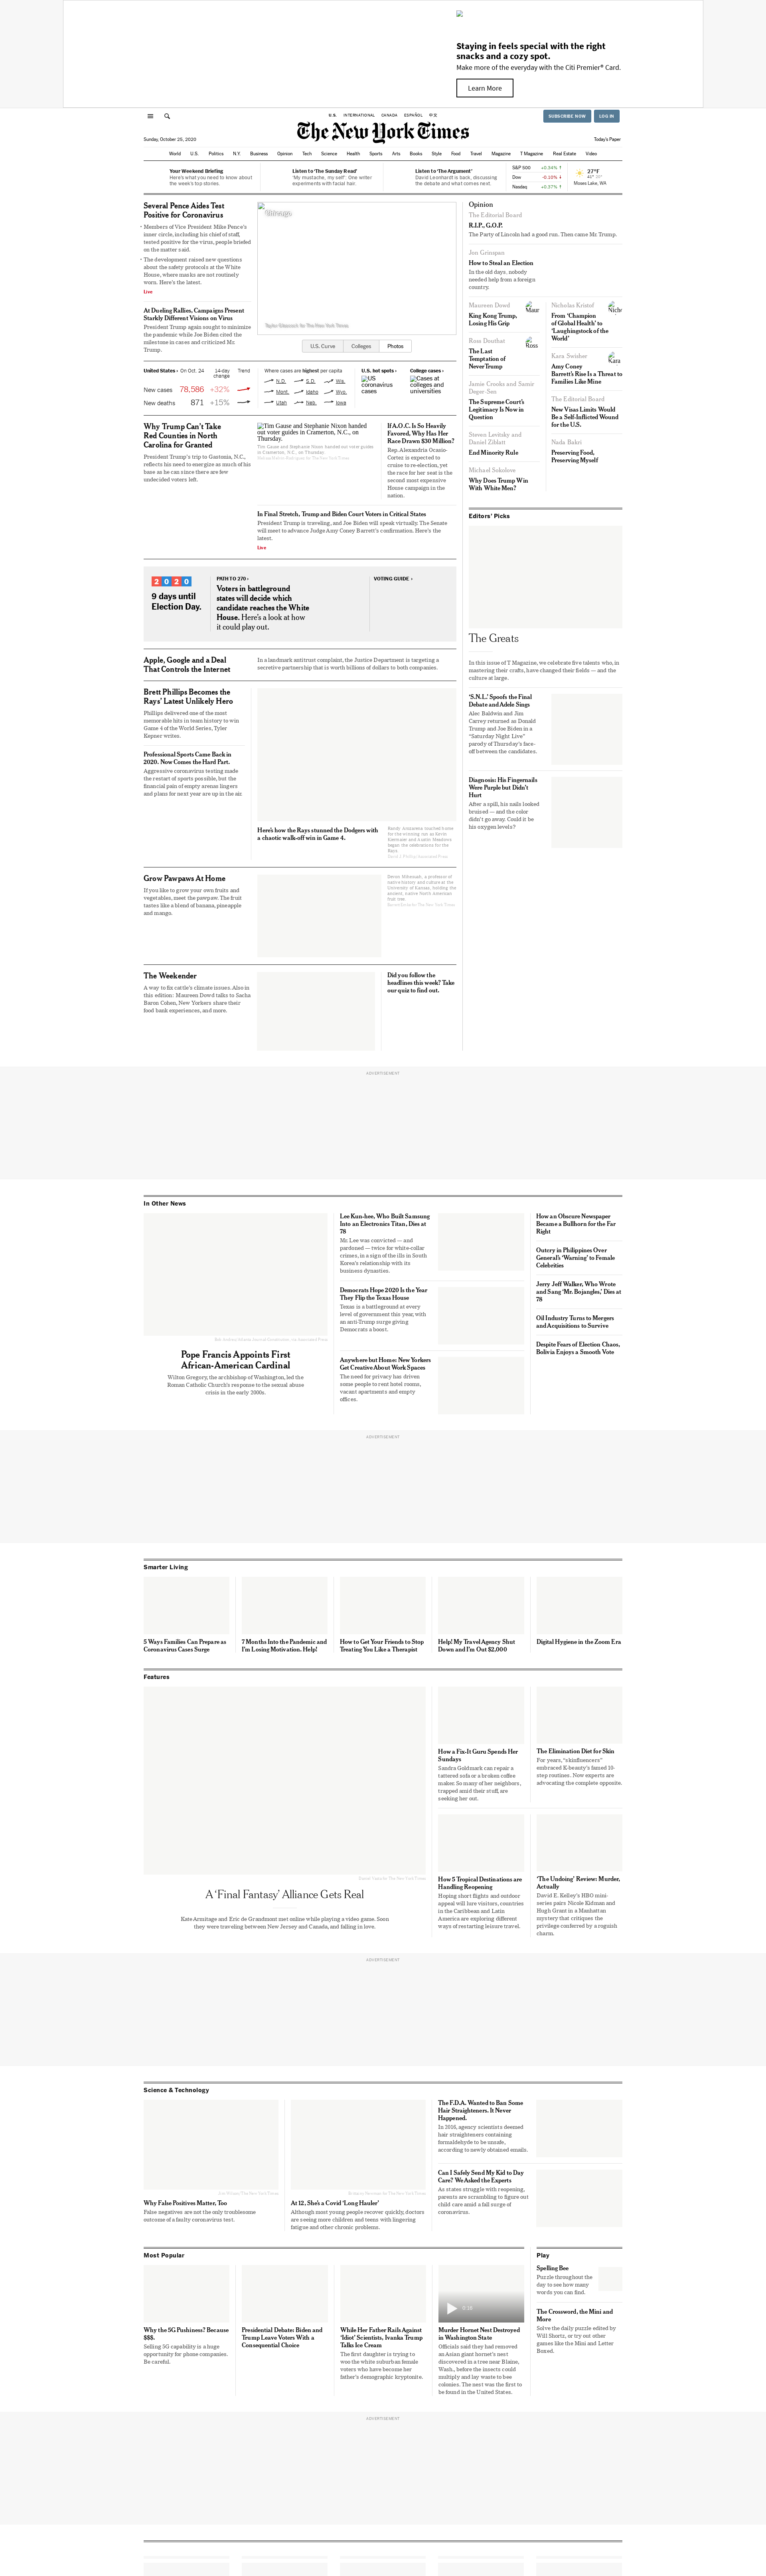 Staying in feels special with the right
snacks and a cozy spot.
Make more of the everyday with the Citi Premier® Card.
Learn More
U.S.
INTERNATIONAL
CANADA
ESPAÑOL
中文
SUBSCRIBE NOW
LOG IN
The New York Times
Sunday, October 25, 2020
Today's Paper
World
U.S.
Politics
N.Y.
Business
Opinion
Tech
Science
Health
Sports
Arts
Books
Style
Food
Travel
Magazine
T Magazine
Real Estate
Video
Your Weekend Briefing
Here's what you need to know about
the week's top stories.
Listen to 'The Sunday Read'
'My mustache, my self': One writer
experiments with facial hair.
Listen to 'The Argument'
David Leonhardt is back, discussing
the debate and what comes next.
S&P 500 +0.34% ↑
Dow -0.10% ↓
Nasdaq +0.37% ↑
27°F
Moses Lake, WA
Several Pence Aides Test
Positive for Coronavirus
Members of Vice President Mike Pence's
inner circle, including his chief of staff,
tested positive for the virus, people briefed
on the matter said.
The development raised new questions
about the safety protocols at the White
House, where masks are not routinely
worn. Here's the latest.
Live
At Dueling Rallies, Campaigns Present
Starkly Different Visions on Virus
President Trump again sought to minimize
the pandemic as Joe Biden cited the
milestone in cases and criticized Mr.
Trump.
Chicago
Taylor Glascock for The New York Times
U.S. Curve
Colleges
Photos
United States › On Oct. 24
14-day
change
Trend
New cases 78,586 +32%
New deaths 871 +15%
Where cases are highest per capita
N.D.
S.D.
Wis.
Mont.
Idaho
Wyo.
Utah
Neb.
Iowa
U.S. hot spots ›
US
coronavirus
cases
College cases ›
Cases at
colleges and
universities
Why Trump Can't Take
Red Counties in North
Carolina for Granted
President Trump's trip to Gastonia, N.C.,
reflects his need to energize as much of his
base as he can since there are few
undecided voters left.
Tim Gause and Stephanie Nixon handed
out voter guides in Cramerton, N.C., on
Thursday.
Tim Gause and Stephanie Nixon handed out voter guides
in Cramerton, N.C., on Thursday.
If A.O.C. Is So Heavily
Favored, Why Has Her
Race Drawn $30 Million?
Rep. Alexandria Ocasio-
Cortez is expected to
cruise to re-election, yet
the race for her seat is the
second most expensive
House campaign in the
nation.
In Final Stretch, Trump and Biden Court Voters in Critical States
President Trump is traveling, and Joe Biden will speak virtually. The Senate
will meet to advance Judge Amy Coney Barrett's confirmation. Here's the
latest.
Live
2020
9 days until
Election Day.
PATH TO 270 ›
Voters in battleground
states will decide which
candidate reaches the White
House. Here's a look at how
it could play out.
VOTING GUIDE ›
Apple, Google and a Deal
That Controls the Internet
In a landmark antitrust complaint, the Justice Department is targeting a
secretive partnership that is worth billions of dollars to both companies.
Brett Phillips Becomes the
Rays' Latest Unlikely Hero
Phillips delivered one of the most
memorable hits in team history to win
Game 4 of the World Series, Tyler
Kepner writes.
Professional Sports Came Back in
2020. Now Comes the Hard Part.
Aggressive coronavirus testing made
the restart of sports possible, but the
financial pain of empty arenas lingers
and plans for next year are up in the air.
Here's how the Rays stunned the Dodgers with
a chaotic walk-off win in Game 4.
Randy Arozarena reached home
for the winning run as Kevin
Kiermaier and Austin Meadows
began the celebrations for the
Rays.
Grow Pawpaws At Home
If you like to grow your own fruits and
vegetables, meet the pawpaw. The fruit
tastes like a blend of banana, pineapple
and mango.
The Weekender
A way to fix cattle's climate issues. Also in
this edition: Maureen Dowd talks to Sacha
Baron Cohen, New Yorkers share their
food bank experiences, and more.
Did you follow the
headlines this week? Take
our quiz to find out.
Opinion
The Editorial Board
R.I.P., G.O.P.
The Party of Lincoln had a good run. Then came Mr. Trump.
Jon Grinspan
How to Steal an Election
In the old days, nobody
needed help from a foreign
country.
Maureen Dowd
King Kong Trump,
Losing His Grip
Maur
Ross Douthat
The Last
Temptation of
NeverTrump
Ross
Jamie Crooks and Samir
Deger-Sen
The Supreme Court's
Legitimacy Is Now in
Question
Steven Levitsky and
Daniel Ziblatt
End Minority Rule
Michael Sokolove
Why Does Trump Win
With White Men?
Nicholas Kristof
From 'Champion
of Global Health' to
'Laughingstock of the
World'
Nichr
Kara Swisher
Amy Coney
Barrett's Rise Is a Threat to
Families Like Mine
Kara
The Editorial Board
New Visas Limits Would
Be a Self-Inflicted Wound
for the U.S.
Nada Bakri
Preserving Food,
Preserving Myself
Editors' Picks
The Greats
In this issue of T Magazine, we celebrate five talents who, in
mastering their crafts, have changed their fields — and the
culture at large.
'S.N.L.' Spoofs the Final
Debate and Adele Sings
Alec Baldwin and Jim
Carrey returned as Donald
Trump and Joe Biden in a
"Saturday Night Live"
parody of Thursday's face-
off between the candidates.
Diagnosis: His Fingernails
Were Purple but Didn't
Hurt
After a spill, his nails looked
bruised — and the color
didn't go away. Could it be
his oxygen levels?
ADVERTISEMENT
In Other News
Pope Francis Appoints First
African-American Cardinal
Wilton Gregory, the archbishop of Washington, led the
Roman Catholic Church's response to the sexual abuse
crisis in the early 2000s.
Lee Kun-hee, Who Built Samsung
Into an Electronics Titan, Dies at
78
Mr. Lee was convicted — and
pardoned — twice for white-collar
crimes, in a sign of the ills in South
Korea's relationship with its
business dynasties.
Democrats Hope 2020 Is the Year
They Flip the Texas House
Texas is a battleground at every
level of government this year, with
an anti-Trump surge giving
Democrats a boost.
Anywhere but Home: New Yorkers
Get Creative About Work Spaces
The need for privacy has driven
some people to rent hotel rooms,
vacant apartments and empty
offices.
How an Obscure Newspaper
Became a Bullhorn for the Far
Right
Outcry in Philippines Over
General's 'Warning' to Female
Celebrities
Jerry Jeff Walker, Who Wrote
and Sang 'Mr. Bojangles,' Dies at
78
Oil Industry Turns to Mergers
and Acquisitions to Survive
Despite Fears of Election Chaos,
Bolivia Enjoys a Smooth Vote
ADVERTISEMENT
Smarter Living
5 Ways Families Can Prepare as
Coronavirus Cases Surge
7 Months Into the Pandemic and
I'm Losing Motivation. Help!
How to Get Your Friends to Stop
Treating You Like a Therapist
Help! My Travel Agency Shut
Down and I'm Out $2,000
Digital Hygiene in the Zoom Era
Features
A 'Final Fantasy' Alliance Gets Real
Kate Armitage and Eric de Grandmont met online while playing a video game. Soon
they were traveling between New Jersey and Canada, and falling in love.
How a Fix-It Guru Spends Her
Sundays
Sandra Goldmark can repair a
tattered sofa or a broken coffee
maker. So many of her neighbors,
trapped amid their stuff, are
seeking her out.
The Elimination Diet for Skin
For years, "skinfluencers"
embraced K-beauty's famed 10-
step routines. Now experts are
advocating the complete opposite.
How 5 Tropical Destinations are
Handling Reopening
Hoping short flights and outdoor
appeal will lure visitors, countries
in the Caribbean and Latin
America are exploring different
ways of restarting leisure travel.
'The Undoing' Review: Murder,
Actually
David E. Kelley's HBO mini-
series pairs Nicole Kidman and
Hugh Grant in a Manhattan
mystery that critiques the
privilege conferred by a roguish
charm.
ADVERTISEMENT
Science & Technology
Why False Positives Matter, Too
False negatives are not the only troublesome
outcome of a faulty coronavirus test.
At 12, She's a Covid 'Long Hauler'
Although most young people recover quickly, doctors
are seeing more children and teens with lingering
fatigue and other chronic problems.
The F.D.A. Wanted to Ban Some
Hair Straighteners. It Never
Happened.
In 2016, agency scientists deemed
hair straighteners containing
formaldehyde to be unsafe,
according to newly obtained emails.
Can I Safely Send My Kid to Day
Care? We Asked the Experts
As states struggle with reopening,
parents are scrambling to figure out
child care amid a fall surge of
coronavirus.
Most Popular
Why the 5G Pushiness? Because
$$$.
Selling 5G capability is a huge
opportunity for phone companies.
Be careful.
Presidential Debate: Biden and
Trump Leave Voters With a
Consequential Choice
While Her Father Rails Against
'Idiot' Scientists, Ivanka Trump
Talks Ice Cream
The first daughter is trying to
woo the white suburban female
voters who have become her
father's demographic kryptonite.
Murder Hornet Nest Destroyed
in Washington State
Officials said they had removed
an Asian giant hornet's nest
discovered in a tree near Blaine,
Wash., before the insects could
multiply and lay waste to bee
colonies. The nest was the first to
be found in the United States.
Play
Spelling Bee
Puzzle throughout the
day to see how many
words you can find.
The Crossword, the Mini and
More
Solve the daily puzzle edited by
Will Shortz, or try out other
games like the Mini and Letter
Boxed.
ADVERTISEMENT